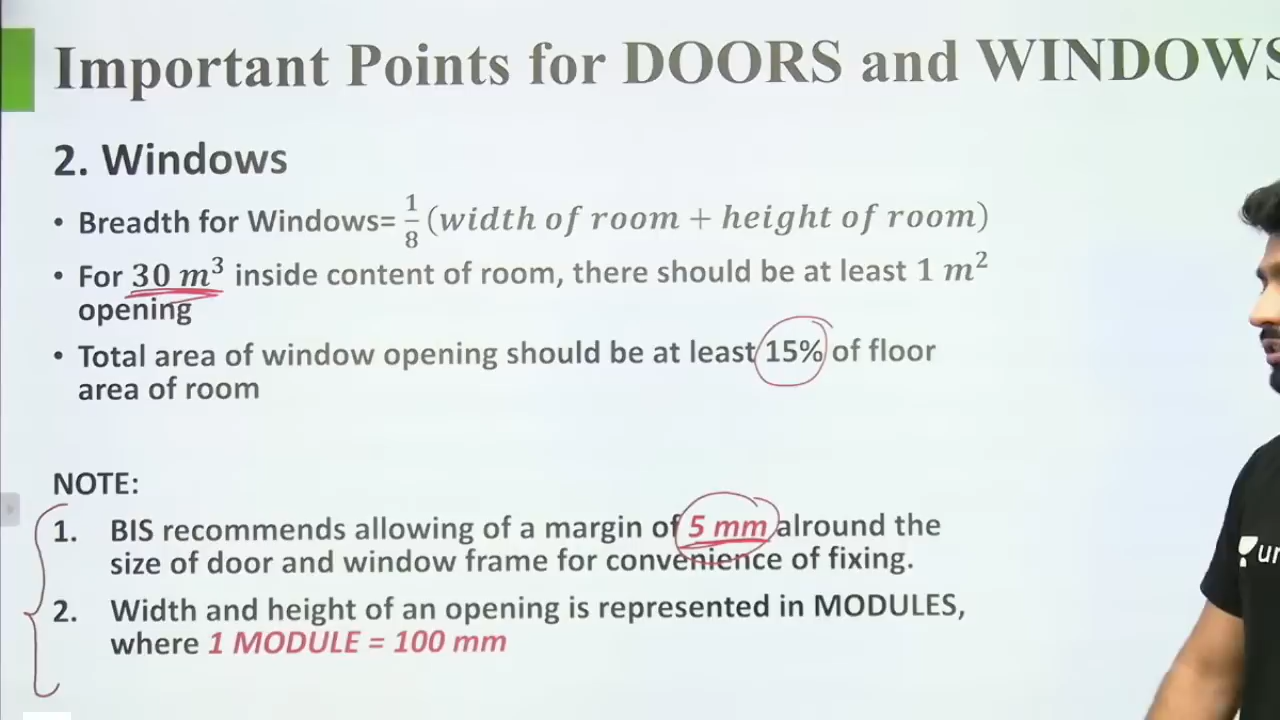 Important Points for DOORS and WINDOWS
2. Windows
• Breadth for Windows= 1/8 (width of room + height of room)
• For 30 m³ inside content of room, there should be at least 1 m²
opening
• Total area of window opening should be at least 15% of floor
area of room
NOTE:
1. BIS recommends allowing of a margin of 5 mm alround the
size of door and window frame for convenience of fixing.
2. Width and height of an opening is represented in MODULES,
where 1 MODULE = 100 mm
un